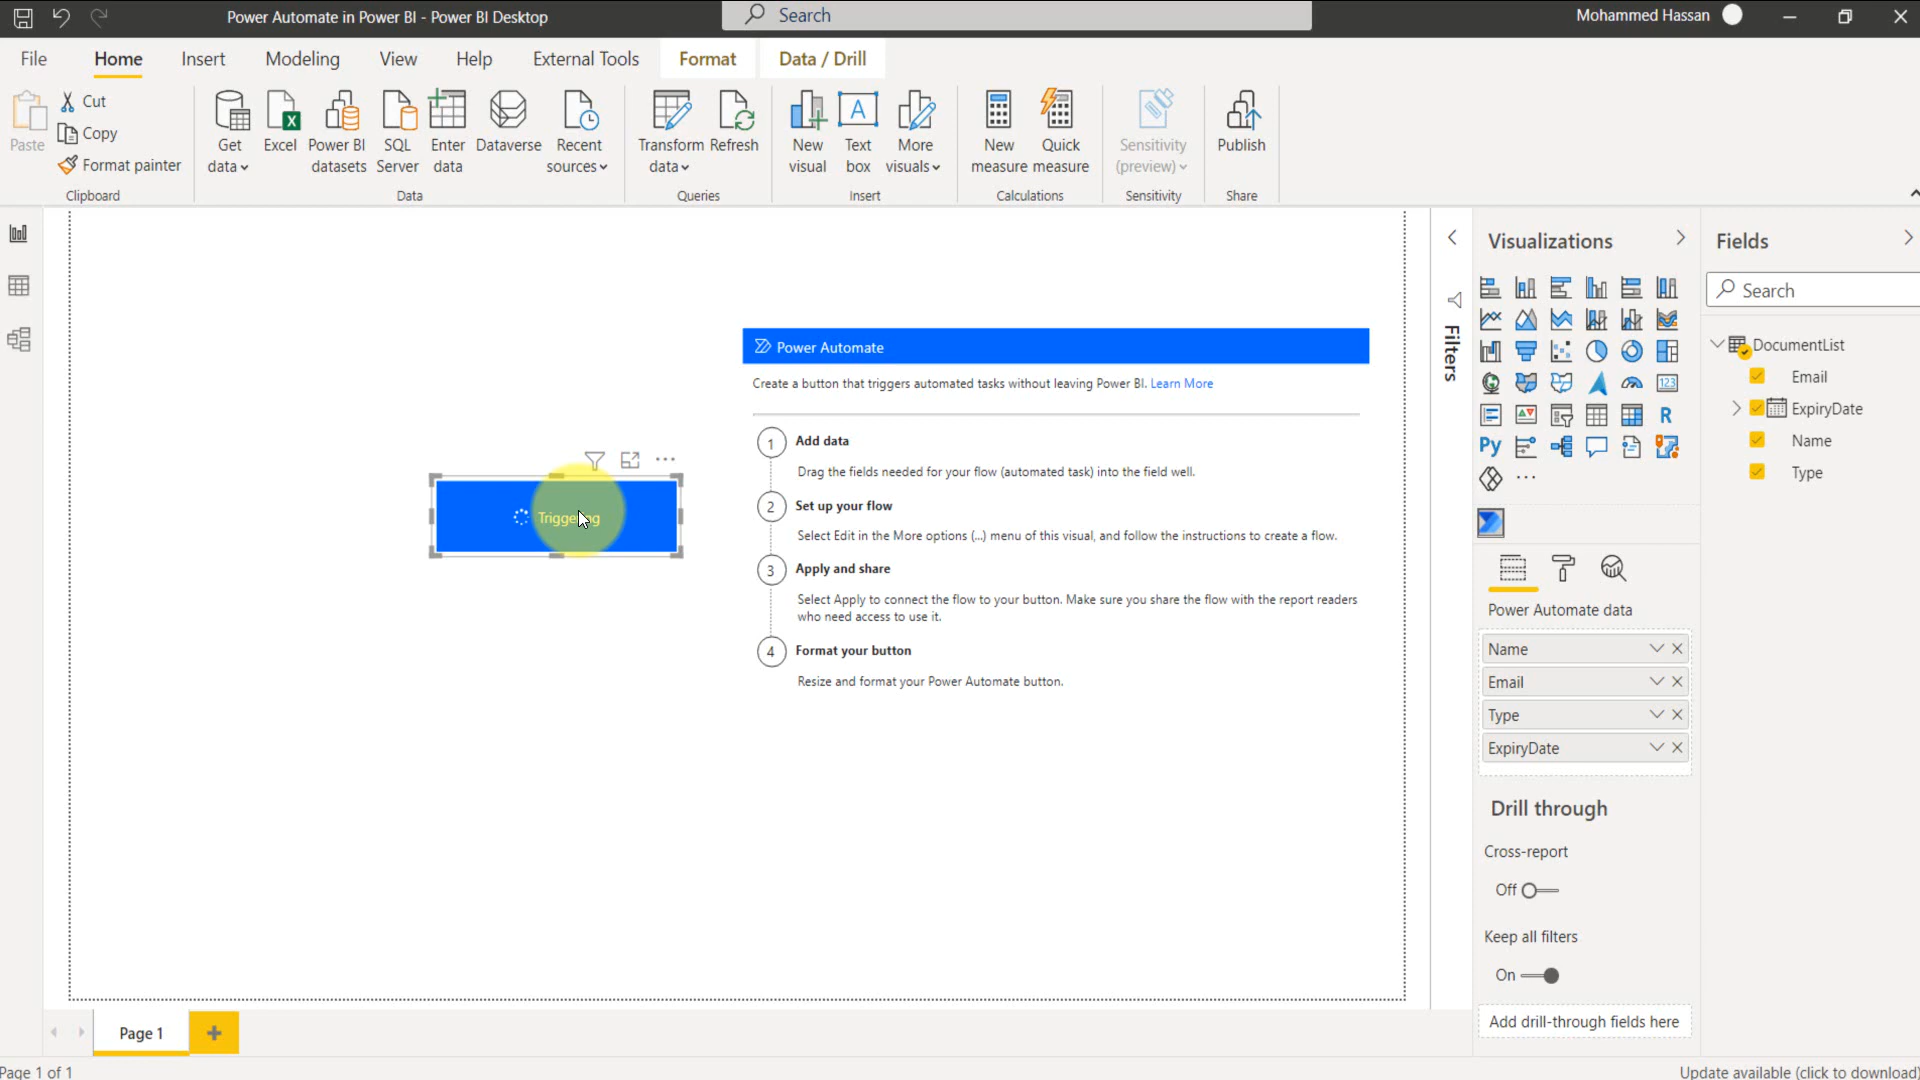 Power Automate in Power BI - Power BI Desktop
Search
Mohammed Hassan
File
Home
Insert
Modeling
View
Help
External Tools
Format
Data / Drill
Paste
Cut
Copy
Format painter
Clipboard
Get data
Excel
Power BI datasets
SQL Server
Enter data
Dataverse
Recent sources
Data
Transform data
Refresh
Queries
New visual
Text box
More visuals
Insert
New measure
Quick measure
Calculations
Sensitivity (preview)
Sensitivity
Publish
Share
Power Automate
Create a button that triggers automated tasks without leaving Power BI. Learn More
1 Add data
Drag the fields needed for your flow (automated task) into the field well.
2 Set up your flow
Select Edit in the More options (...) menu of this visual, and follow the instructions to create a flow.
3 Apply and share
Select Apply to connect the flow to your button. Make sure you share the flow with the report readers
who need access to use it.
4 Format your button
Resize and format your Power Automate button.
Filters
Visualizations
123
R
Py
Power Automate data
Name
Email
Type
ExpiryDate
Drill through
Cross-report
Off
Keep all filters
On
Add drill-through fields here
Fields
Search
DocumentList
Email
ExpiryDate
Name
Type
Page 1
Page 1 of 1
Update available (click to download)